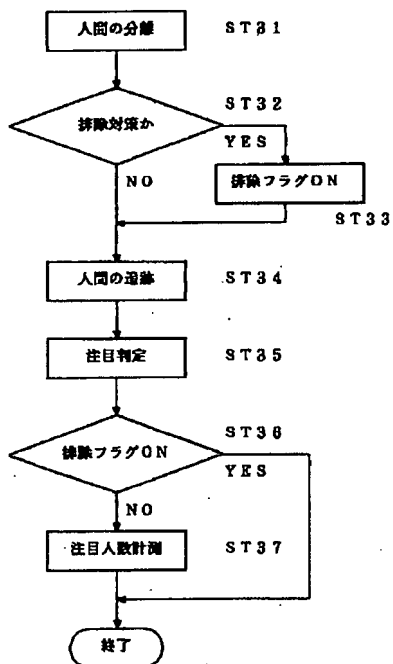 人間の分離 ST31
排除対策か ST32
YES
NO
排除フラグON
ST33
人間の追跡 ST34
注目判定 ST35
排除フラグON ST36
YES
NO
注目人数計測 ST37
終了